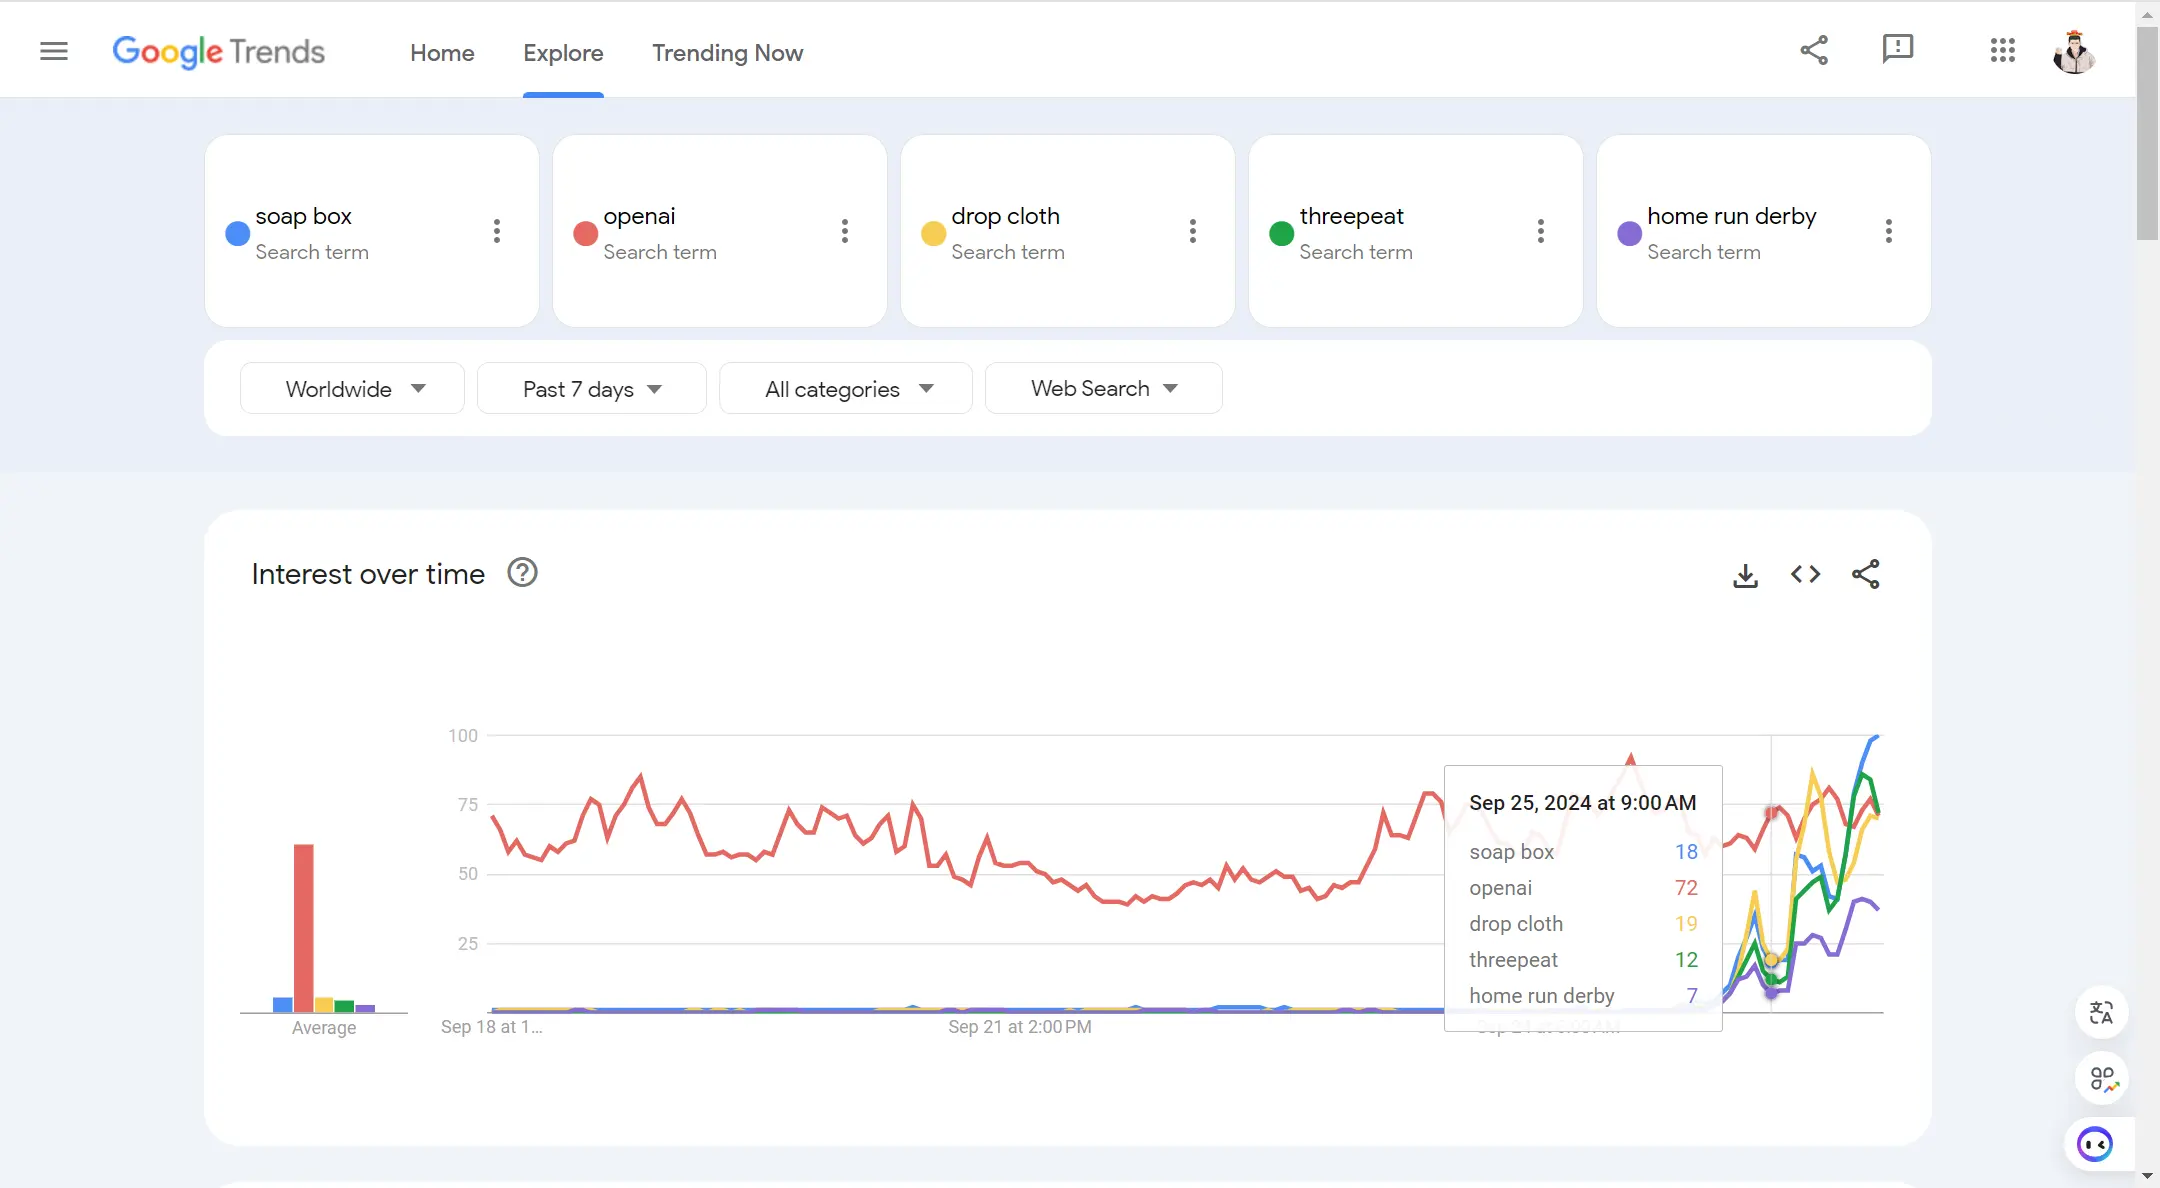 Google Trends
Home
Explore
Trending Now
soap box
Search term
openai
Search term
drop cloth
Search term
threepeat
Search term
home run derby
Search term
Worldwide
Past 7 days
All categories
Web Search
Interest over time
100
75
50
25
Average
Sep 18 at 1...
Sep 21 at 2:00 PM
Sep 25, 2024 at 9:00 AM
soap box 18
openai 72
drop cloth 19
threepeat 12
home run derby 7